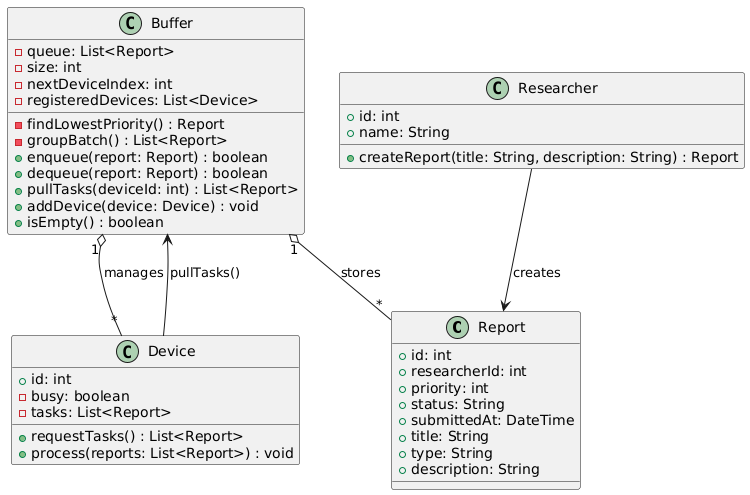 C Buffer
queue: List<Report>
size: int
nextDeviceIndex: int
registeredDevices: List<Device>
findLowestPriority() : Report
groupBatch() : List<Report>
enqueue(report: Report) : boolean
dequeue(report: Report) : boolean
pullTasks(deviceId: int) : List<Report>
addDevice(device: Device) : void
isEmpty() : boolean
C Researcher
id: int
name: String
createReport(title: String, description: String) : Report
1
1
manages
pullTasks()
stores
creates
*
*
C Device
id: int
busy: boolean
tasks: List<Report>
requestTasks() : List<Report>
process(reports: List<Report>) : void
C Report
id: int
researcherId: int
priority: int
status: String
submittedAt: DateTime
title: String
type: String
description: String